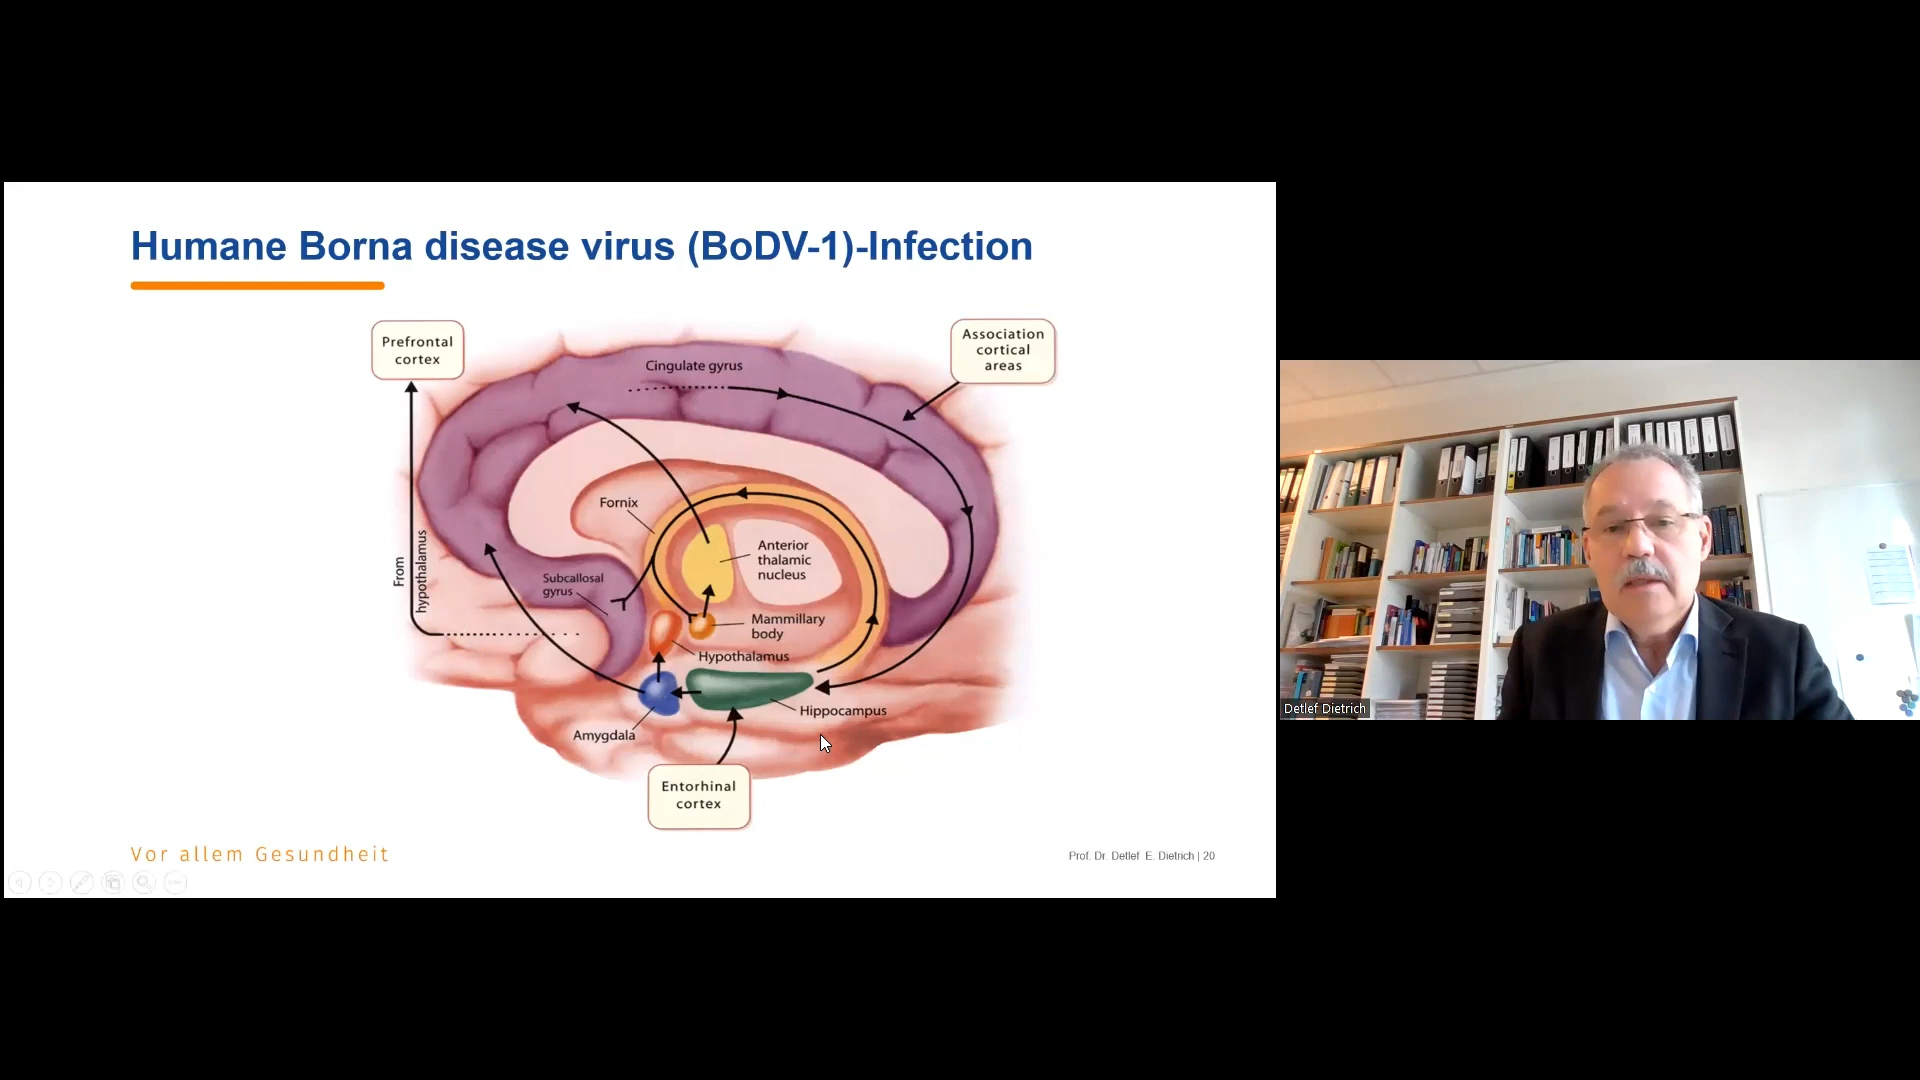 Humane Borna disease virus (BoDV-1)-Infection
Prefrontal
cortex
Association
cortical
areas
Cingulate gyrus
Fornix
Anterior
thalamic
nucleus
From
hypothalamus
Subcallosal
gyrus
Mammillary
body
Hypothalamus
Hippocampus
Amygdala
Entorhinal
cortex
Vor allem Gesundheit
Prof. Dr. Detlef E. Dietrich | 20
Detlef Dietrich